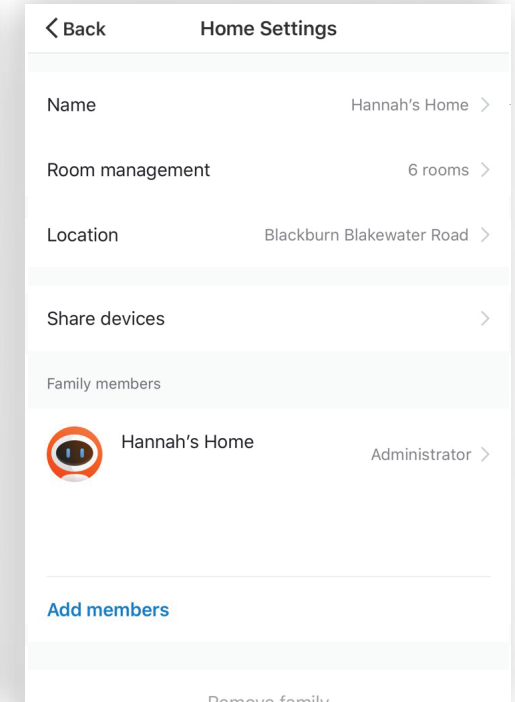 Back
Home Settings
Name
Hannah's Home
Room management
6 rooms
Location
Blackburn Blakewater Road
Share devices
Family members
Hannah's Home
Administrator
Add members
Remove family